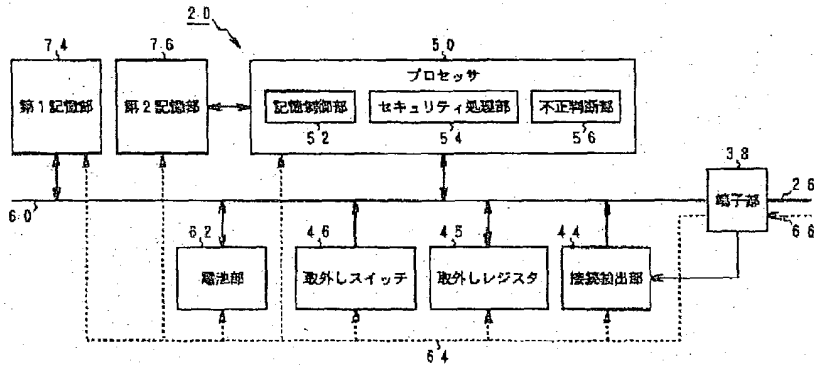 20
74
76
50
プロセッサ
第1記憶部
第2記憶部
記憶制御部
セキュリティ処理部
不正判断部
52
54
56
38
26
端子部
60
66
62
46
45
44
電池部
取外しスイッチ
取外しレジスタ
接続検出部
64